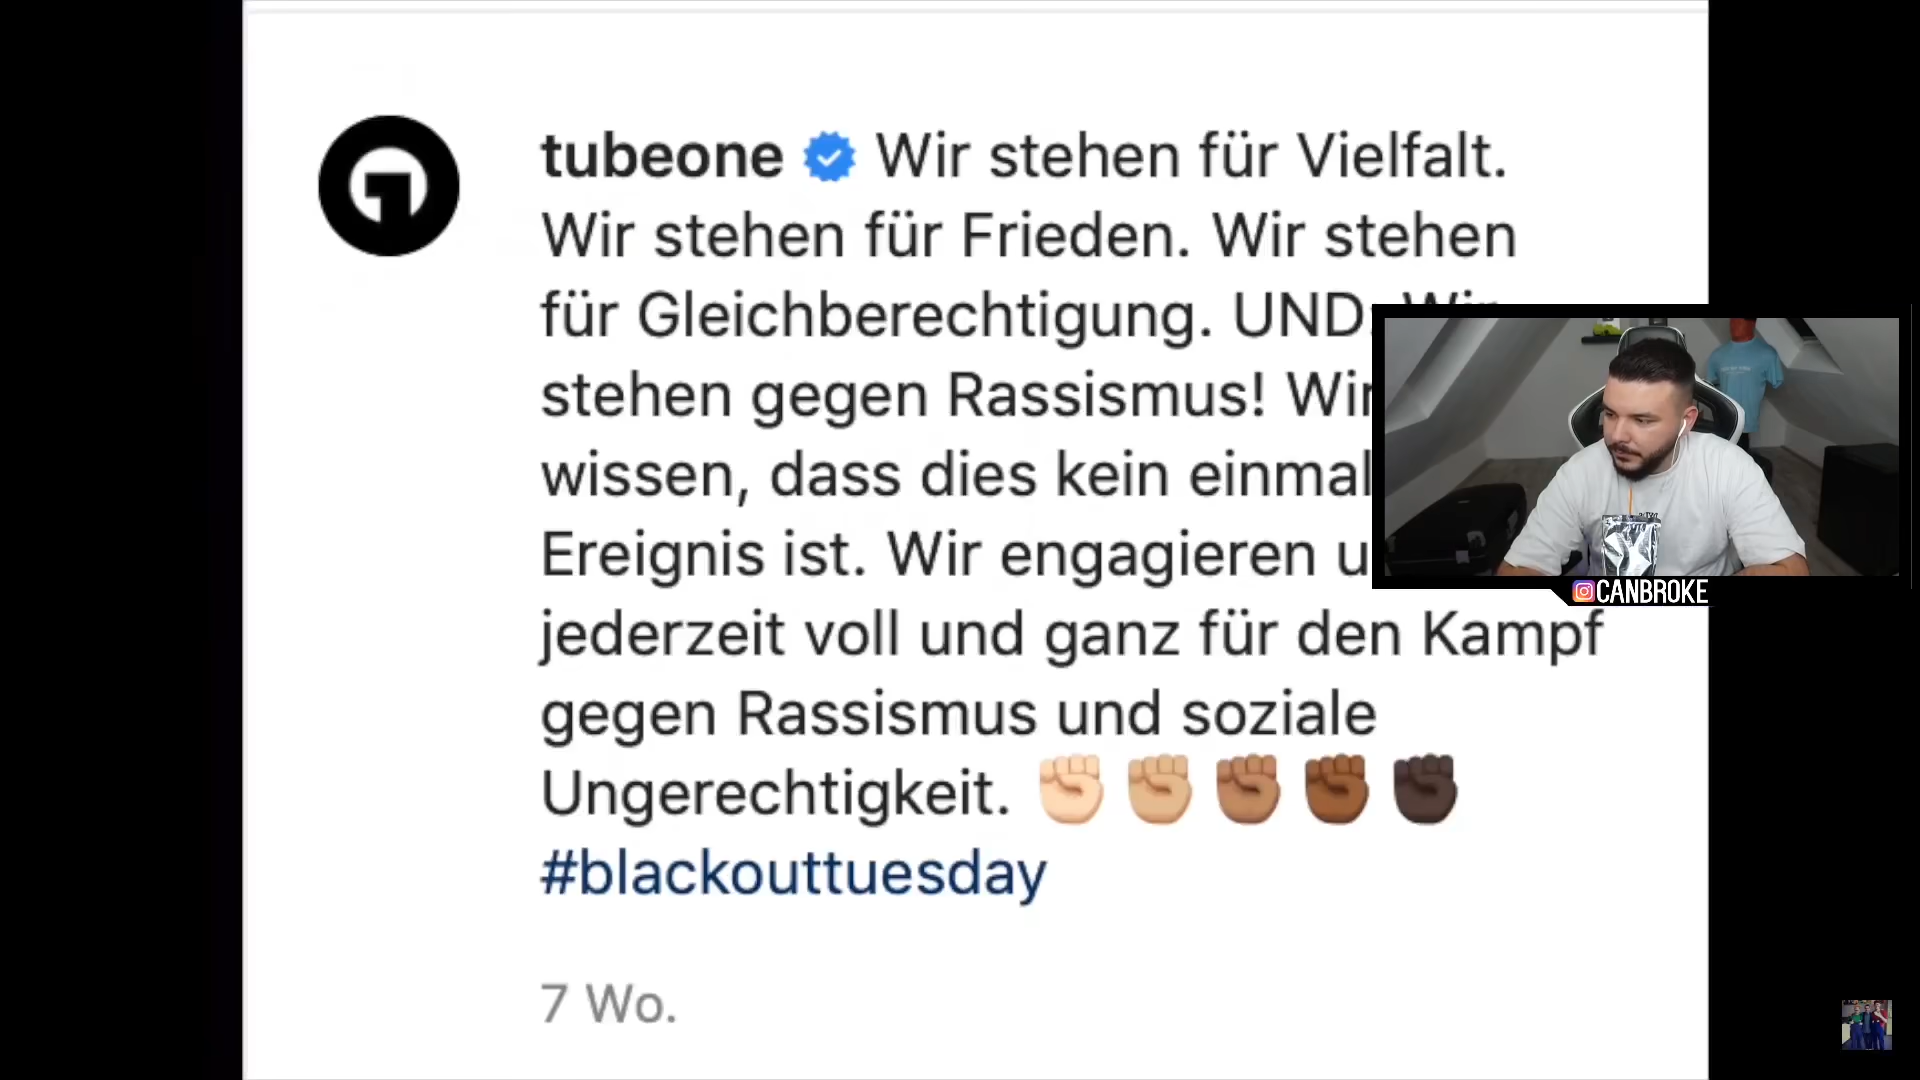 tubeone Wir stehen für Vielfalt.
Wir stehen für Frieden. Wir stehen
für Gleichberechtigung. UND: Wir
stehen gegen Rassismus! Wir
wissen, dass dies kein einmal
Ereignis ist. Wir engagieren u
jederzeit voll und ganz für den Kampf
gegen Rassismus und soziale
Ungerechtigkeit. ✊🏻✊🏼✊🏽✊🏾✊🏿
#blackouttuesday
7 Wo.
CANBROKE